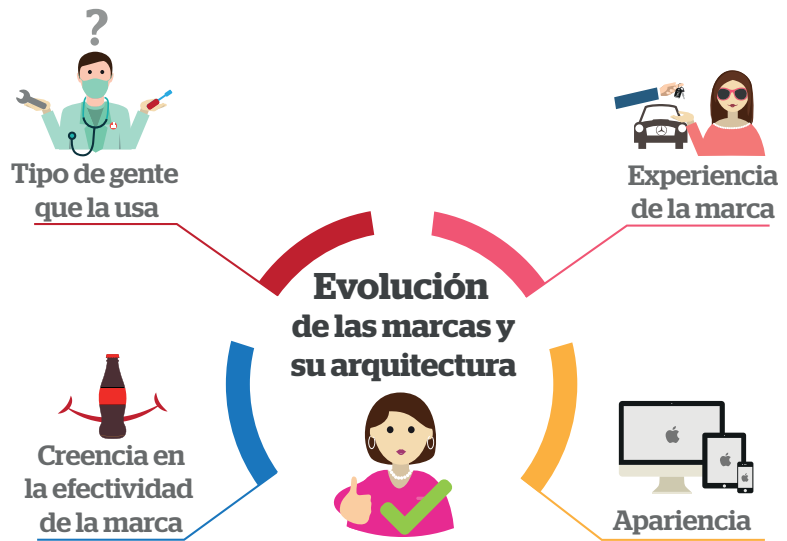 ?
Tipo de gente
que la usa
Experiencia
de la marca
Evolución
de las marcas y
su arquitectura
Creencia en
la efectividad
de la marca
Apariencia